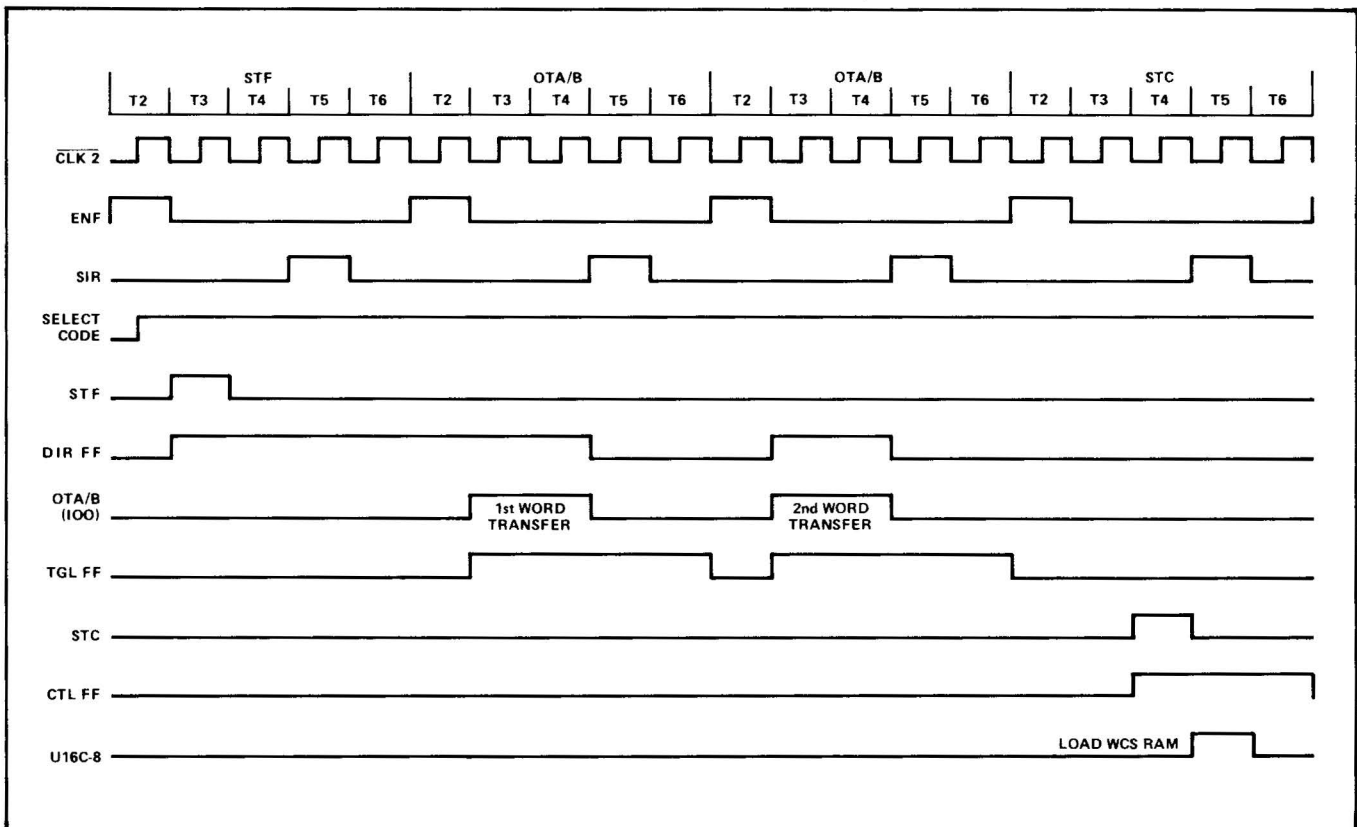 STF OTA/B OTA/B STC
T2 T3 T4 T5 T6 T2 T3 T4 T5 T6 T2 T3 T4 T5 T6 T2 T3 T4 T5 T6
CLK 2
ENF
SIR
SELECT
CODE
STF
DIR FF
OTA/B
(IOO)
1st WORD
TRANSFER
2nd WORD
TRANSFER
TGL FF
STC
CTL FF
U16C-8
LOAD WCS RAM